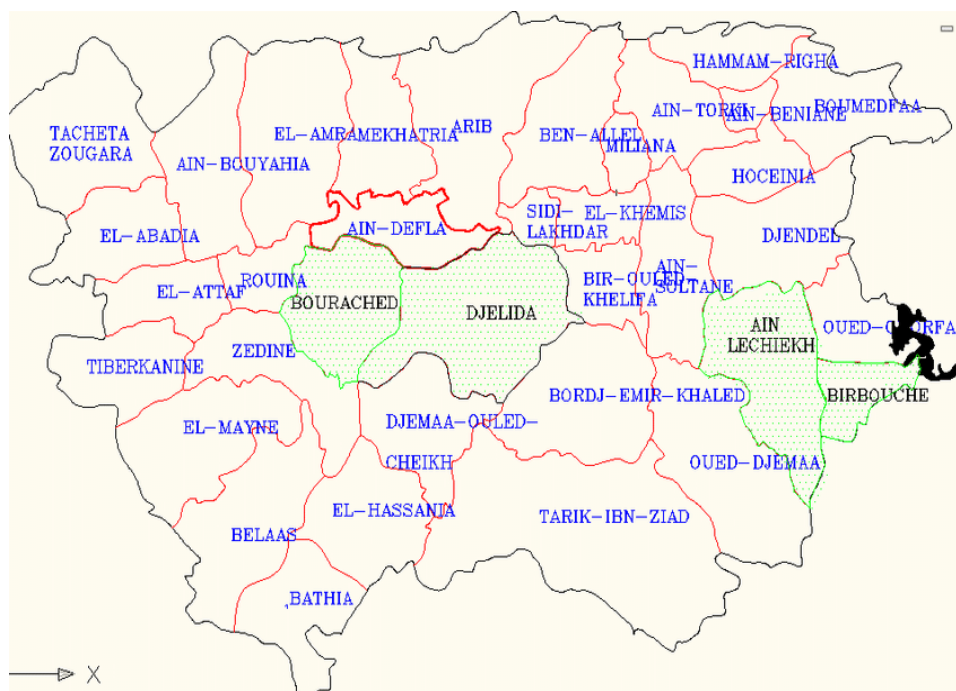 HAMMAM-RIGHA
AIN-TORKI
AIN-BENIANE
BOUMEDFAA
TACHETA
ZOUGARA
AIN-BOUYAHIA
EL-AMRA
MEKHATRIA
ARIB
BEN-ALLEL
MILIANA
HOCEINIA
EL-ABADIA
AIN-DEFLA
SIDI-
LAKHDAR
EL-KHEMIS
DJENDEL
EL-ATTAF
ROUINA
BOURACHED
DJELIDA
BIR-OULED-
KHELIFA
AIN-
SULTANE
TIBERKANINE
ZEDINE
AIN
LECHIEKH
BIRBOUCHE
EL-MAYNE
DJEMAA-OULED-
CHEIKH
BORDJ-EMIR-KHALED
OUED-DJEMAA
BELAAS
EL-HASSANIA
TARIK-IBN-ZIAD
BATHIA
X